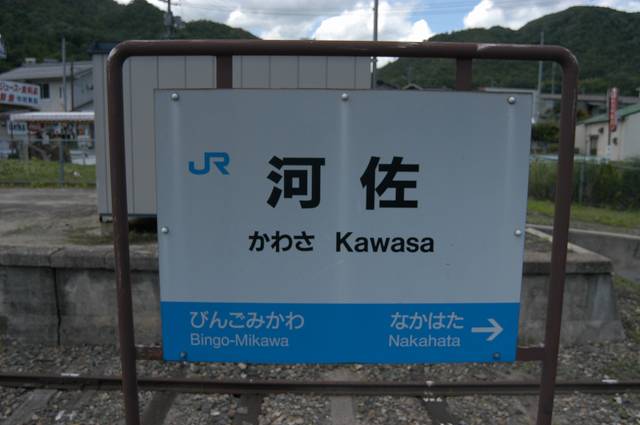 JR 河佐
かわさ Kawasa
びんごみかわ なかはた →
Bingo-Mikawa Nakahata